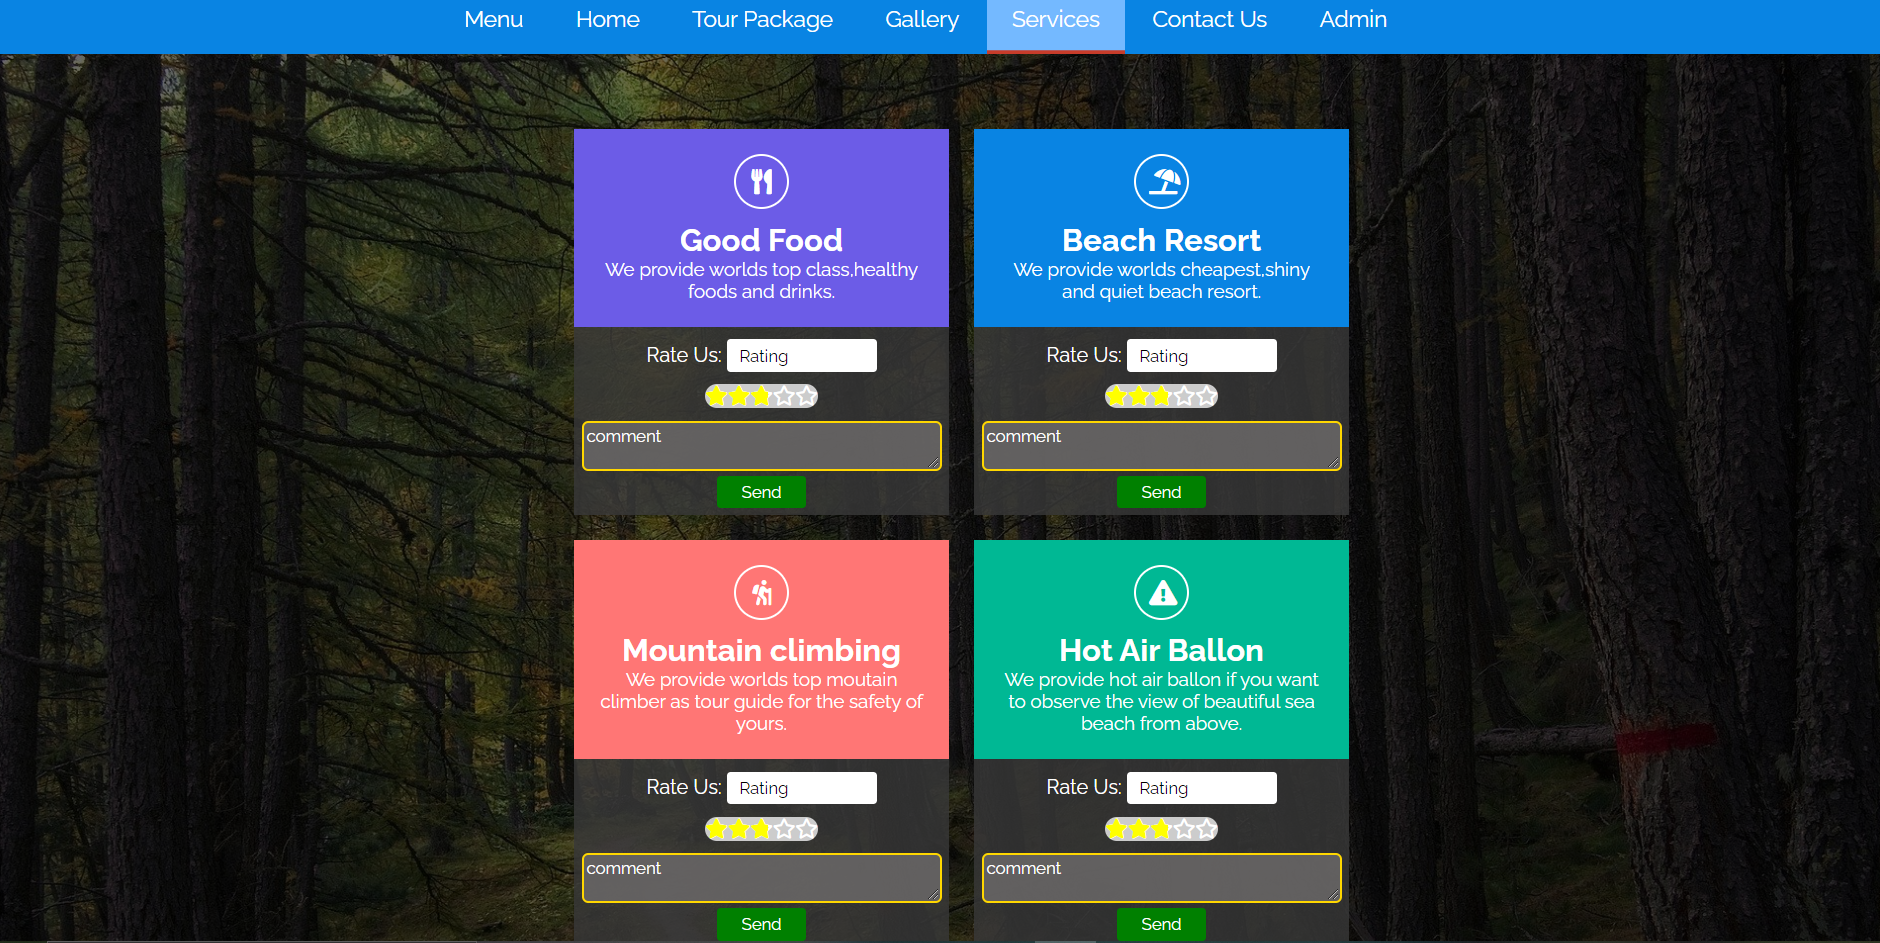 Menu Home Tour Package Gallery Services Contact Us Admin
Good Food
We provide worlds top class,healthy
foods and drinks.
Rate Us: Rating
comment
Send
Beach Resort
We provide worlds cheapest,shiny
and quiet beach resort.
Rate Us: Rating
comment
Send
Mountain climbing
We provide worlds top moutain
climber as tour guide for the safety of
yours.
Rate Us: Rating
comment
Send
Hot Air Ballon
We provide hot air ballon if you want
to observe the view of beautiful sea
beach from above.
Rate Us: Rating
comment
Send